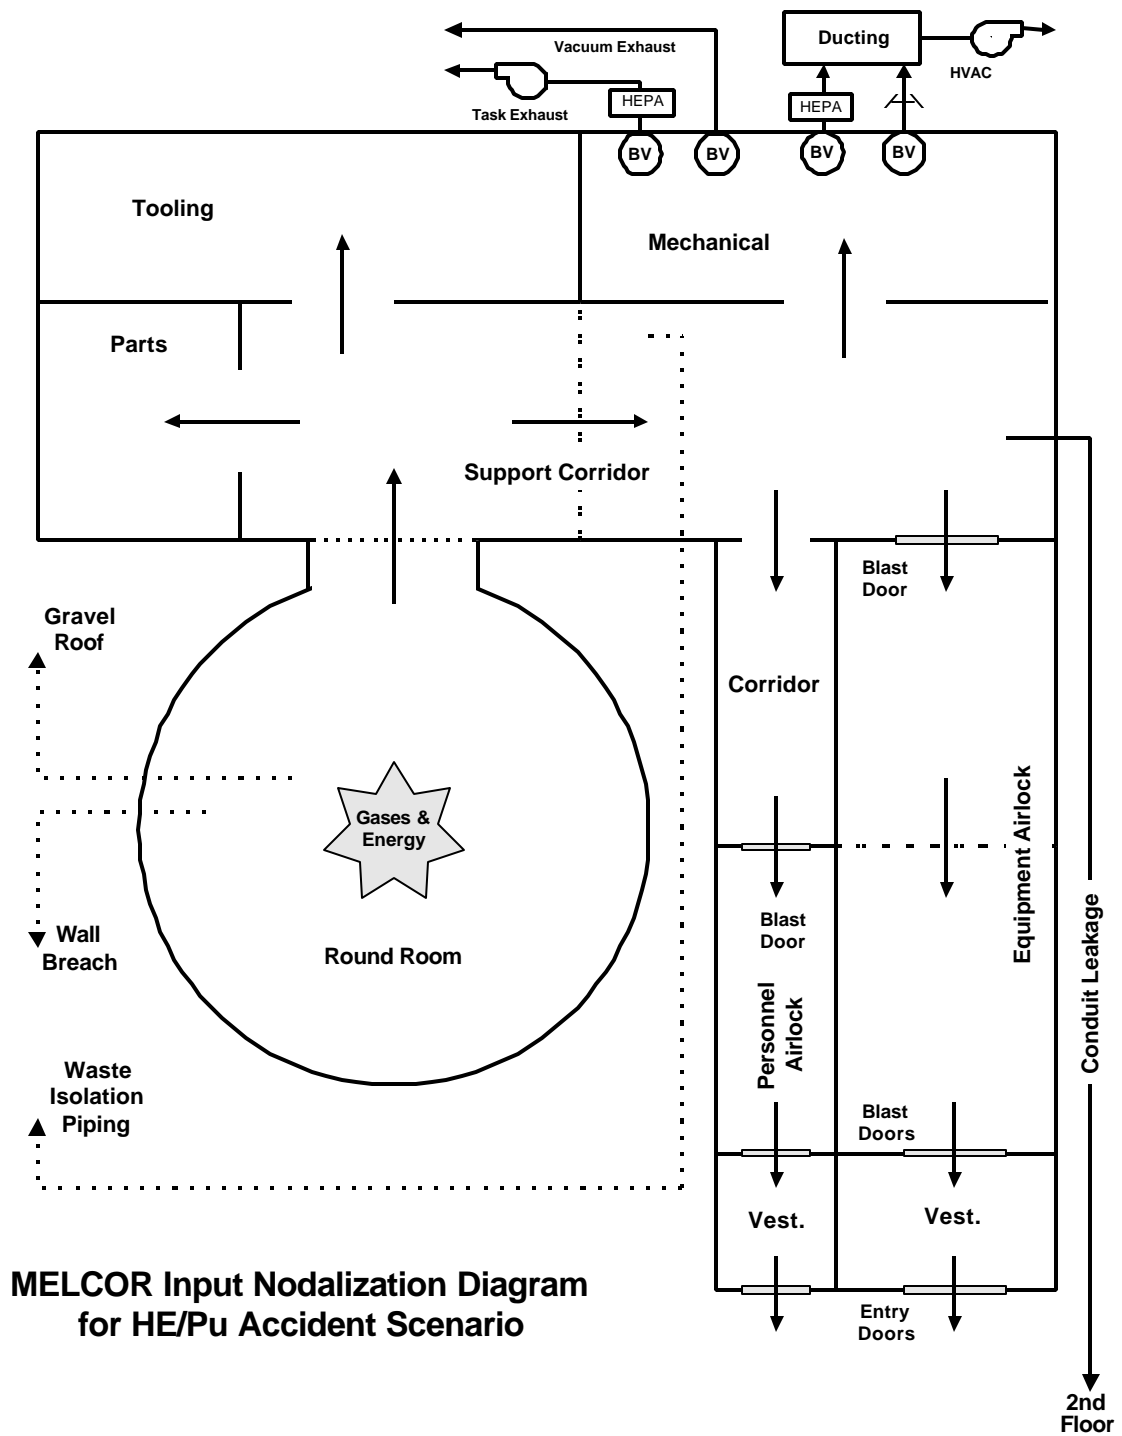 Vacuum Exhaust
Ducting
HVAC
HEPA
HEPA
Task Exhaust
BV
BV
BV
BV
Tooling
Mechanical
Parts
Support Corridor
Blast
Door
Gravel
Roof
Corridor
Gases &
Energy
Equipment Airlock
Blast
Door
Wall
Breach
Round Room
Personnel
Airlock
Conduit Leakage
Waste
Isolation
Piping
Blast
Doors
Vest.
Vest.
MELCOR Input Nodalization Diagram
for HE/Pu Accident Scenario
Entry
Doors
2nd
Floor